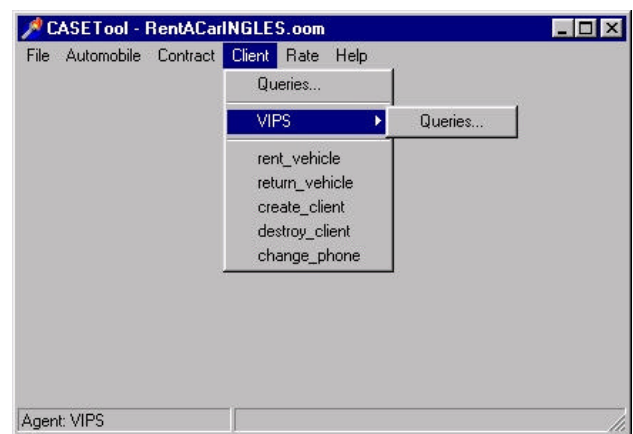 CASETool - RentACarINGLES.oom
File Automobile Contract Client Rate Help
Queries...
VIPS Queries...
rent_vehicle
return_vehicle
create_client
destroy_client
change_phone
Agent: VIPS